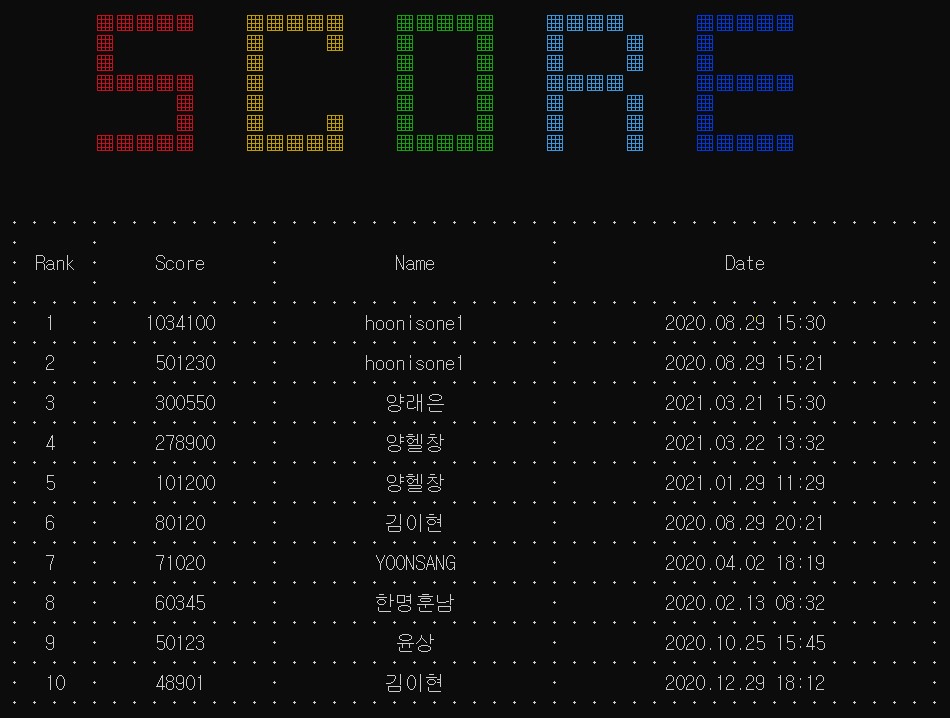 SCORE
Rank Score Name Date
1 1034100 hoonisone1 2020.08.29 15:30
2 501230 hoonisone1 2020.08.29 15:21
3 300550 양래은 2021.03.21 15:30
4 278900 양헬창 2021.03.22 13:32
5 101200 양헬창 2021.01.29 11:29
6 80120 김이현 2020.08.29 20:21
7 71020 YOONSANG 2020.04.02 18:19
8 60345 한명훈남 2020.02.13 08:32
9 50123 윤상 2020.10.25 15:45
10 48901 김이현 2020.12.29 18:12